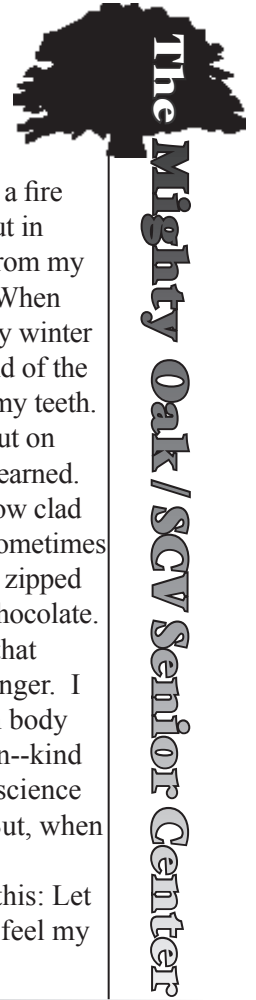 a fire
ut in
rom my
When
y winter
d of the
my teeth.
ut on
earned.
ow clad
ometimes
zipped
hocolate.
hat
nger. I
body
n--kind
science
ut, when
this: Let
feel my
The Mighty Oak / SCV Senior Center